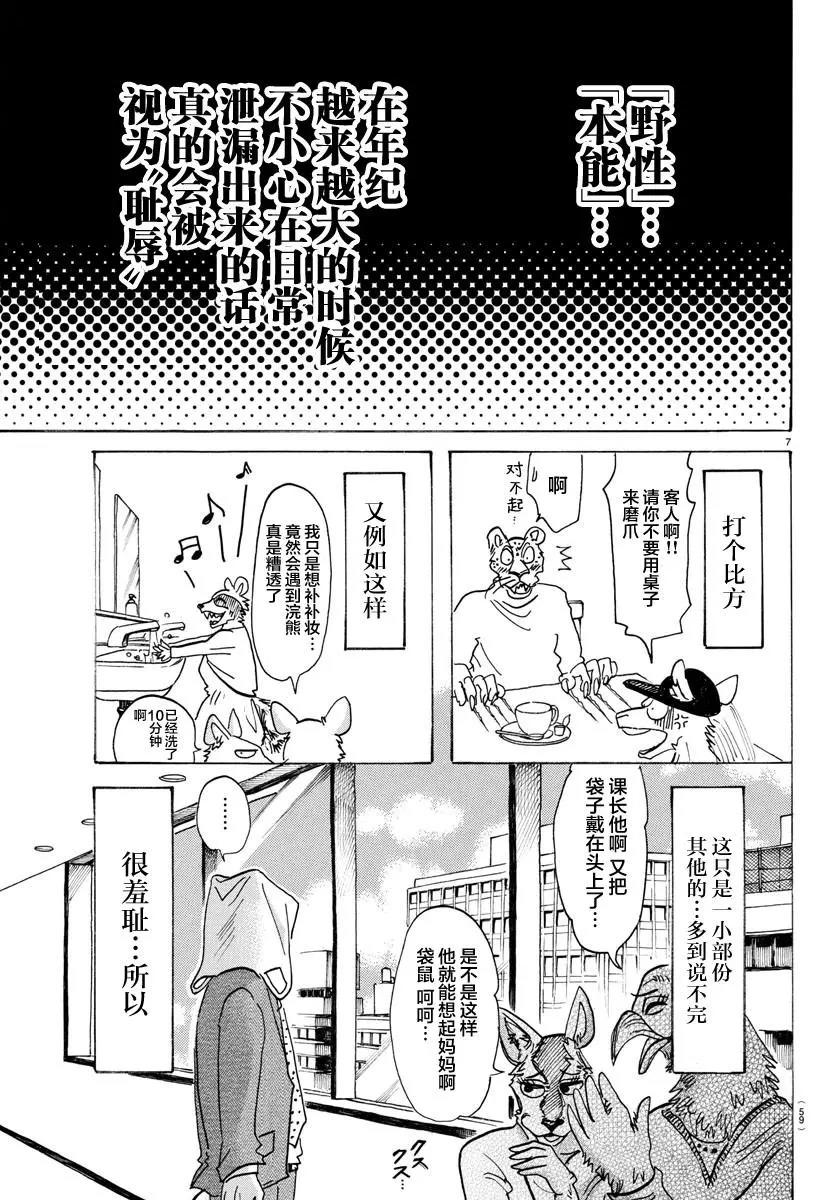 『野性』…
『本能』…
在年纪
越来越大的时候
不小心在日常
泄漏出来的话
真的会被
视为〝耻辱〞
7
打个比方
客人啊!!
请你不要用桌子
来磨爪
啊
对不起…
又例如这样
我只是想补补妆
竟然会遇到浣熊
真是糟透了
已经洗了
10分钟
啊
这只是一小部份
其他的…多到说不完
课长他啊 又把
袋子戴在头上了…
是不是这样
他就能想起妈妈啊
袋鼠 呵呵…
クス…
クス…
……
很羞耻…所以
(59)